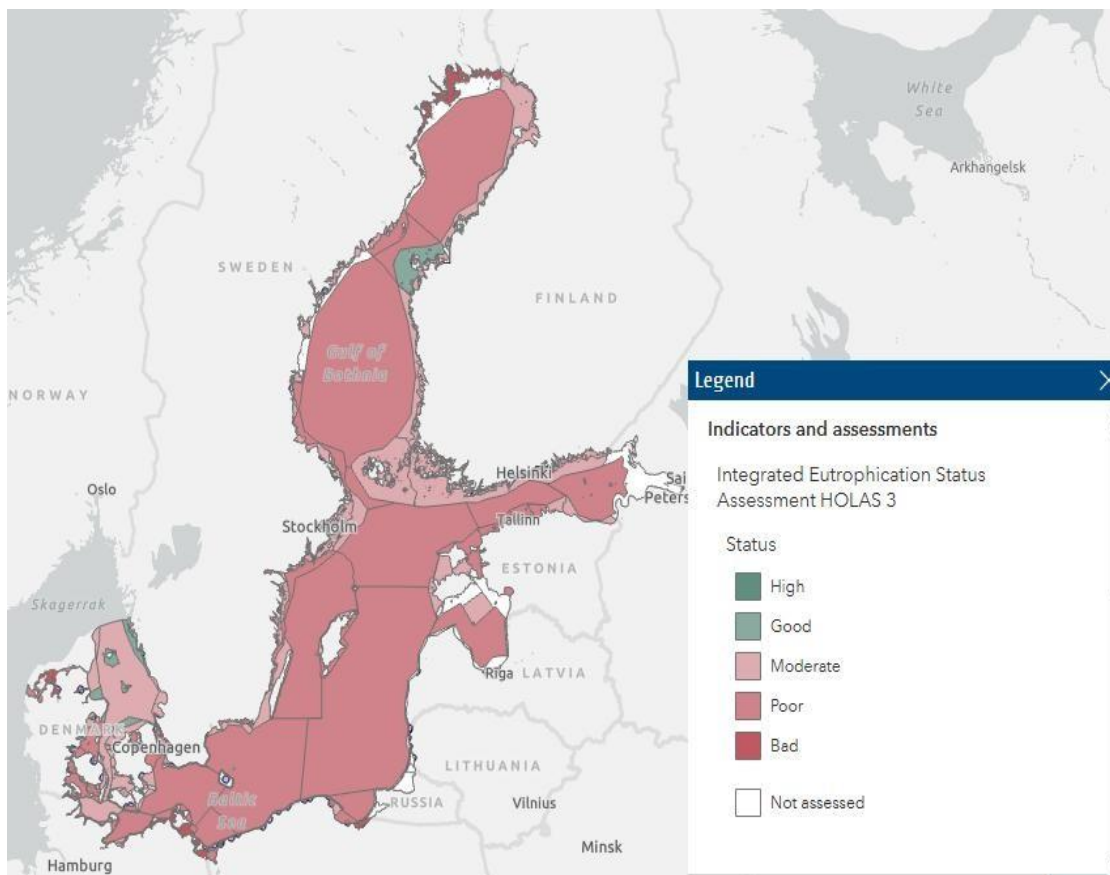 White
Sea
Arkhangelsk
SWEDEN
FINLAND
Gulf of
Bothnia
NORWAY
Oslo
Helsinki
Sai
Peters
Stockholm
Tallinn
ESTONIA
Skagerrak
Riga
LATVIA
DENMARK
Copenhagen
LITHUANIA
Baltic
Sea
RUSSIA
Vilnius
Minsk
Hamburg
Legend
Indicators and assessments
Integrated Eutrophication Status
Assessment HOLAS 3
Status
High
Good
Moderate
Poor
Bad
Not assessed